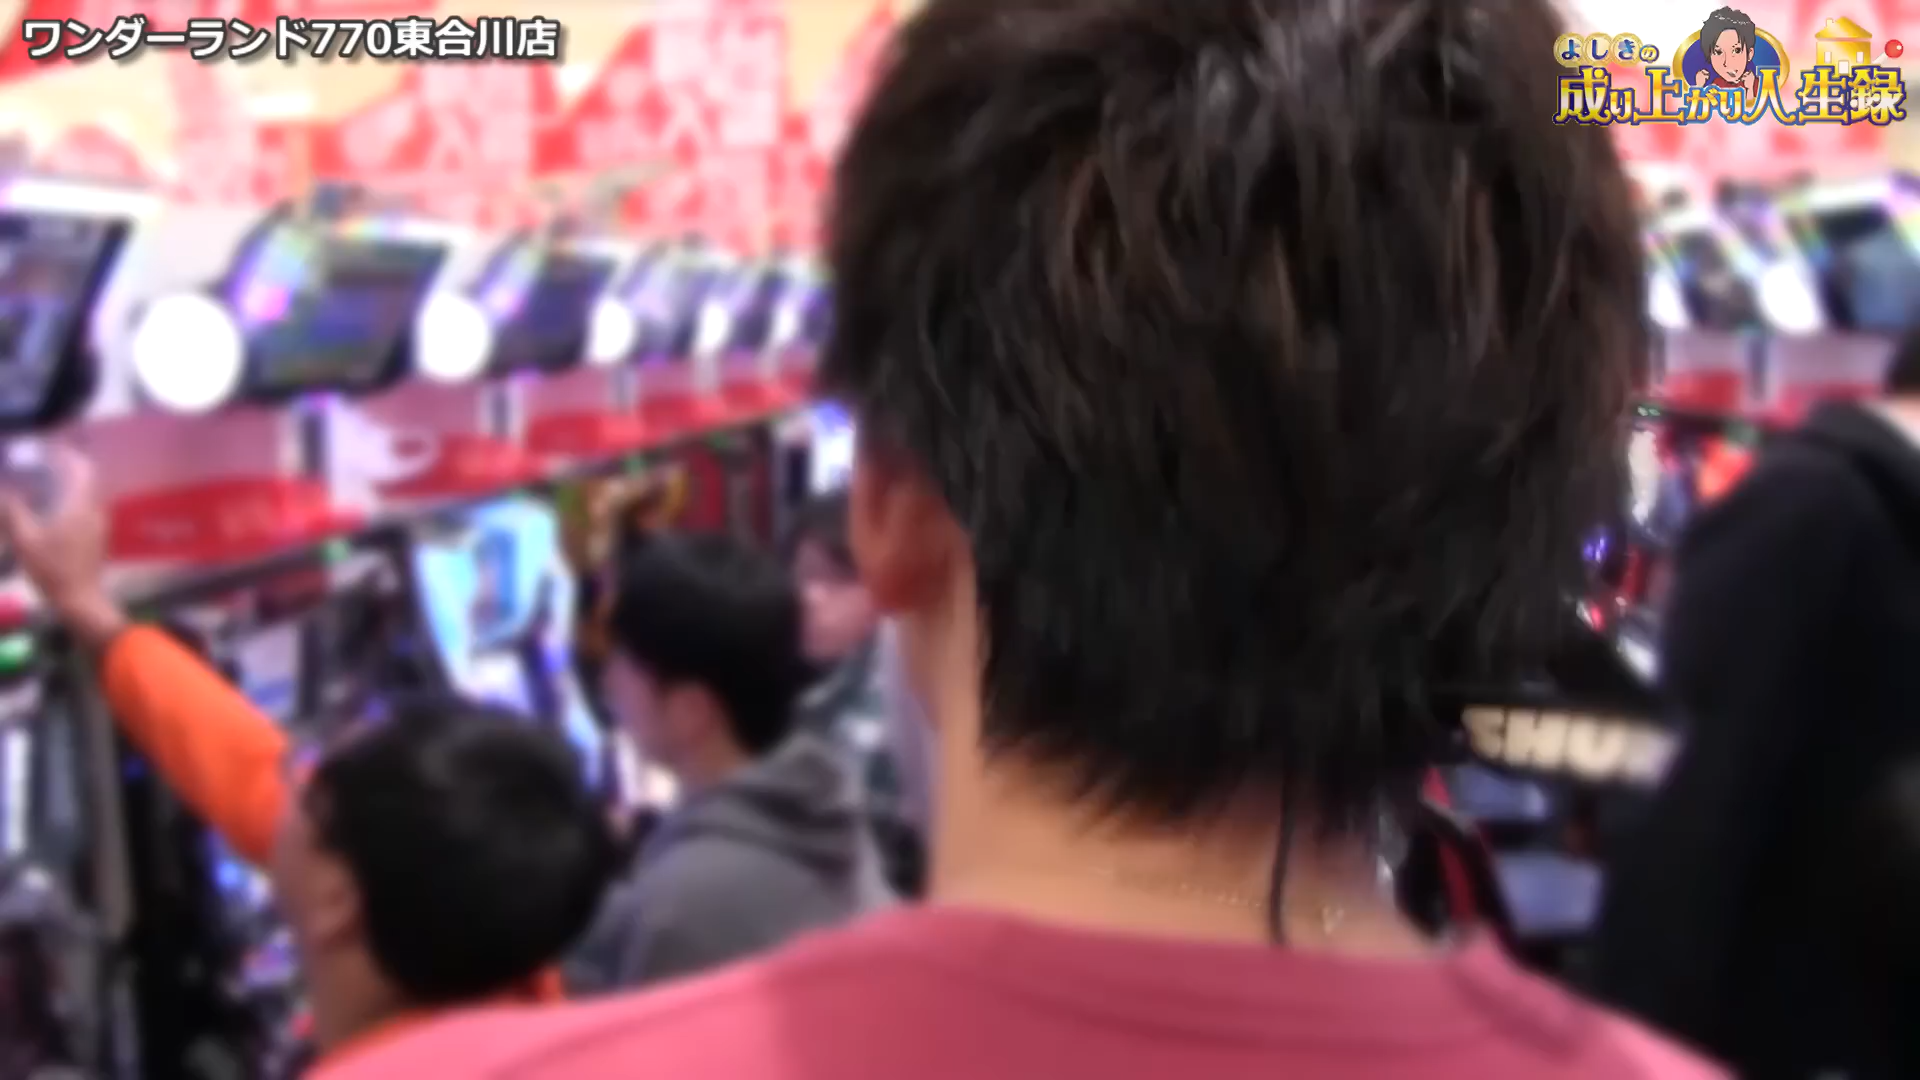 ワンダーランド770東合川店
よしきの
成り上がり人生録